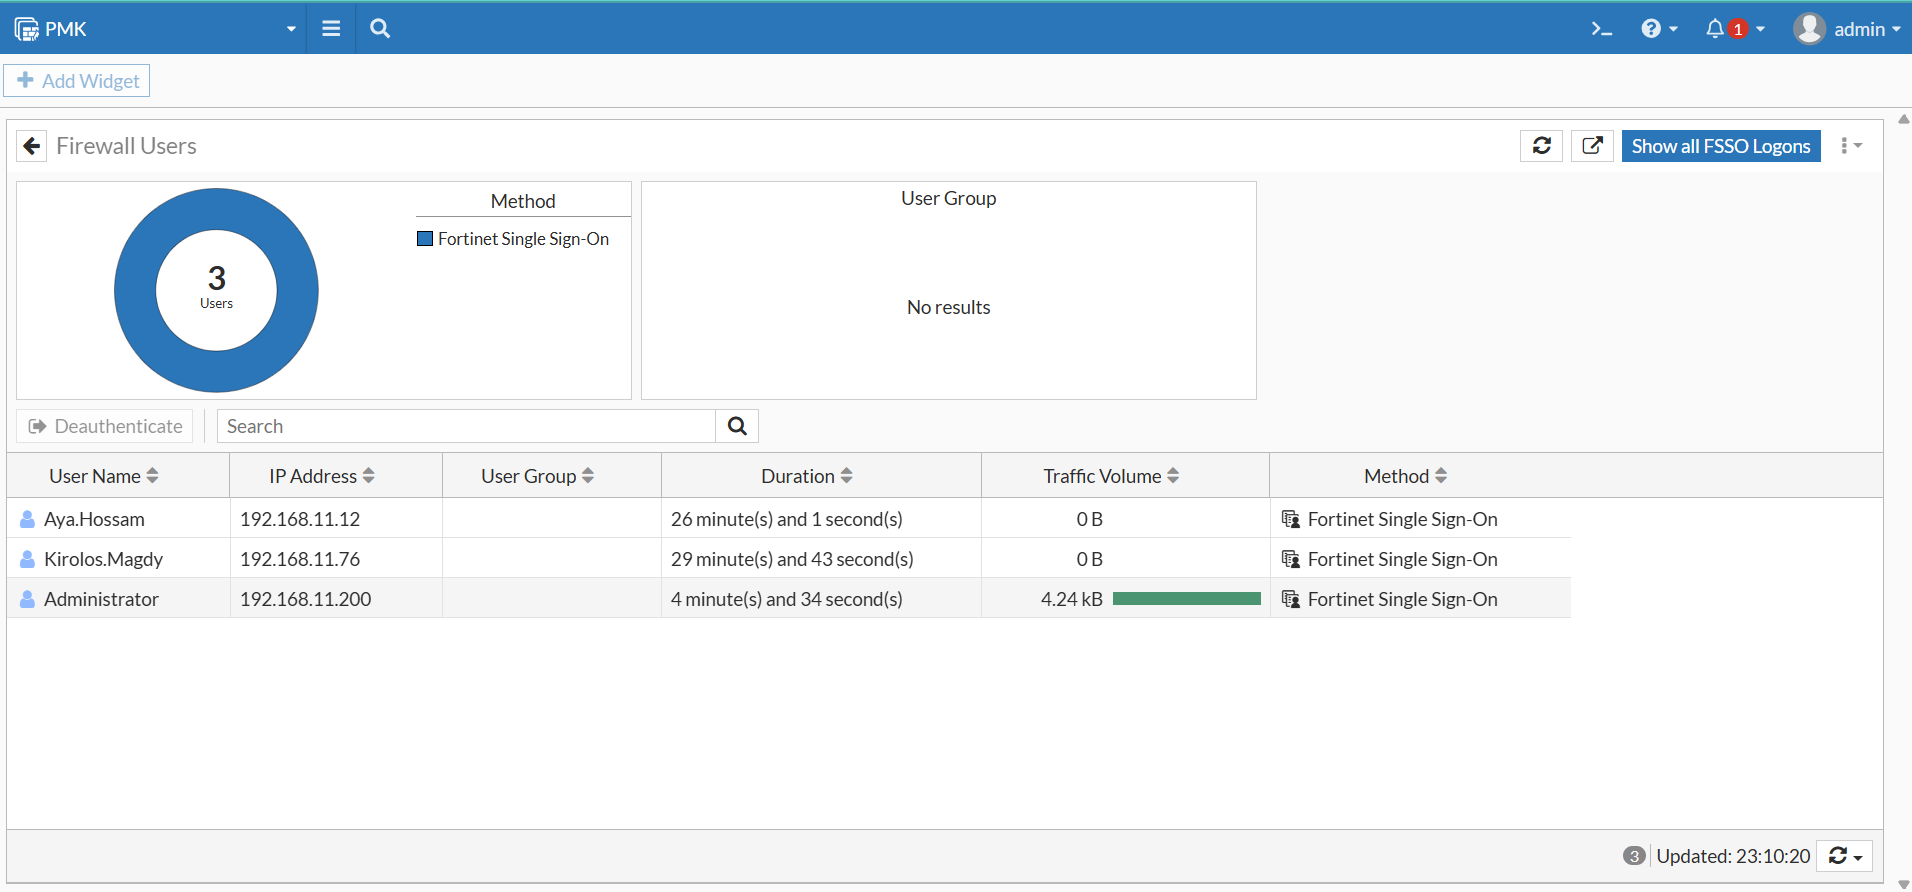 PMK
1
admin
Add Widget
Firewall Users
Show all FSSO Logons
3
Users
Method
Fortinet Single Sign-On
User Group
No results
Deauthenticate
Search
User Name IP Address User Group Duration Traffic Volume Method
Aya.Hossam 192.168.11.12 26 minute(s) and 1 second(s) 0 B Fortinet Single Sign-On
Kirolos.Magdy 192.168.11.76 29 minute(s) and 43 second(s) 0 B Fortinet Single Sign-On
Administrator 192.168.11.200 4 minute(s) and 34 second(s) 4.24 kB Fortinet Single Sign-On
3 Updated: 23:10:20